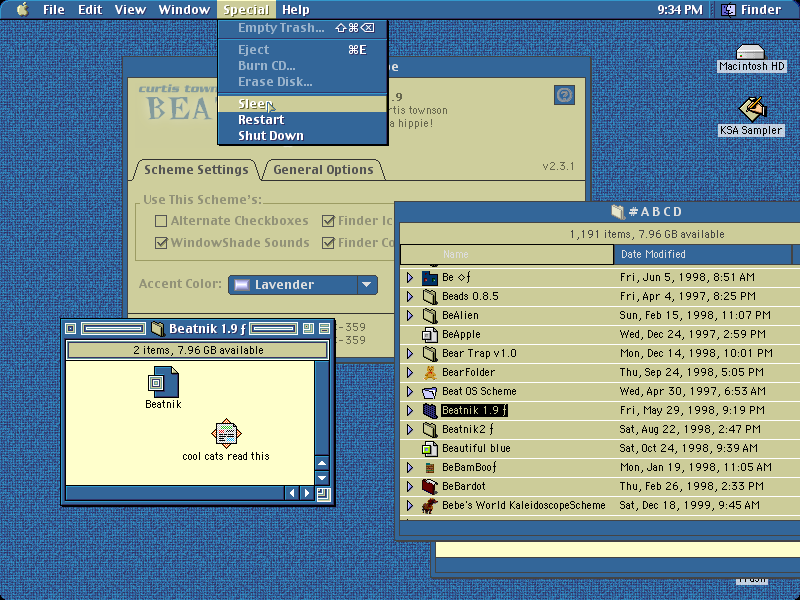 File Edit View Window Special Help 9:34 PM Finder
Empty Trash...
Eject ⌘E
Burn CD...
Erase Disk...
Sleep
Restart
Shut Down
Macintosh HD
KSA Sampler
curtis town
BEA
.9
rtis townson
a hippie!
v2.3.1
Scheme Settings General Options
Use This Scheme's:
Alternate Checkboxes Finder Ic
WindowShade Sounds Finder Co
Accent Color: Lavender
-359
-359
Beatnik 1.9 ƒ
2 items, 7.96 GB available
Beatnik
cool cats read this
#ABCD
1,191 items, 7.96 GB available
Name Date Modified
Be ◇ƒ Fri, Jun 5, 1998, 8:51 AM
Beads 0.8.5 Fri, Apr 4, 1997, 8:25 PM
BeAlien Sun, Feb 15, 1998, 11:07 PM
BeApple Wed, Dec 24, 1997, 2:59 PM
Bear Trap v1.0 Mon, Dec 14, 1998, 10:01 PM
BearFolder Thu, Sep 24, 1998, 5:05 PM
Beat OS Scheme Wed, Apr 30, 1997, 6:53 AM
Beatnik 1.9 ƒ Fri, May 29, 1998, 9:19 PM
Beatnik2 ƒ Sat, Aug 22, 1998, 2:47 PM
Beautiful blue Sat, Oct 24, 1998, 9:39 AM
BeBamBooƒ Mon, Jan 19, 1998, 11:05 AM
BeBardot Thu, Feb 26, 1998, 2:33 PM
Bebe's World KaleidoscopeScheme Sat, Dec 18, 1999, 9:45 AM
Trash